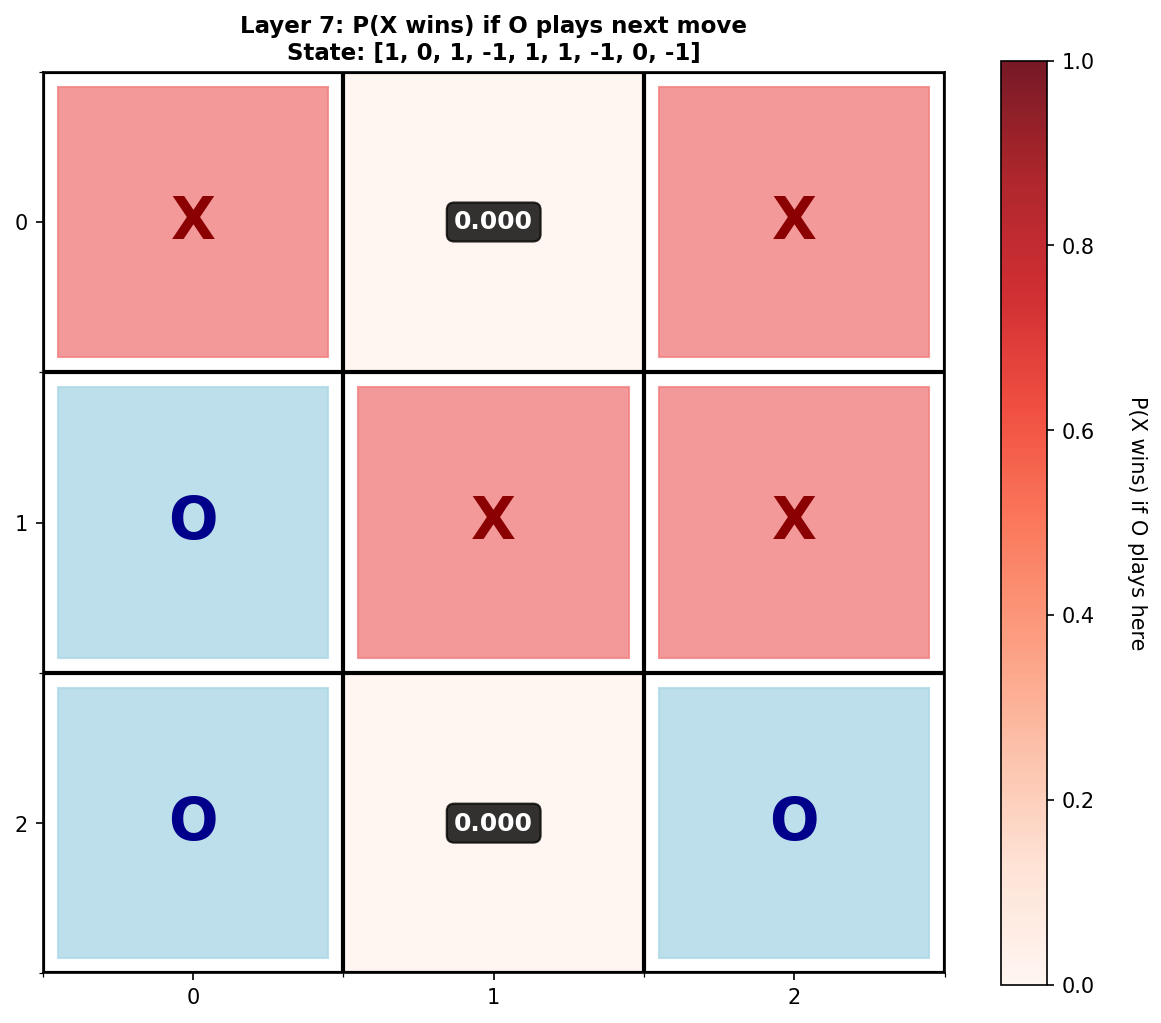 Layer 7: P(X wins) if O plays next move
State: [1, 0, 1, -1, 1, 1, -1, 0, -1]
X
0.000
X
O
X
X
O
0.000
O
0
1
2
0
1
2
1.0
0.8
0.6
0.4
0.2
0.0
P(X wins) if O plays here